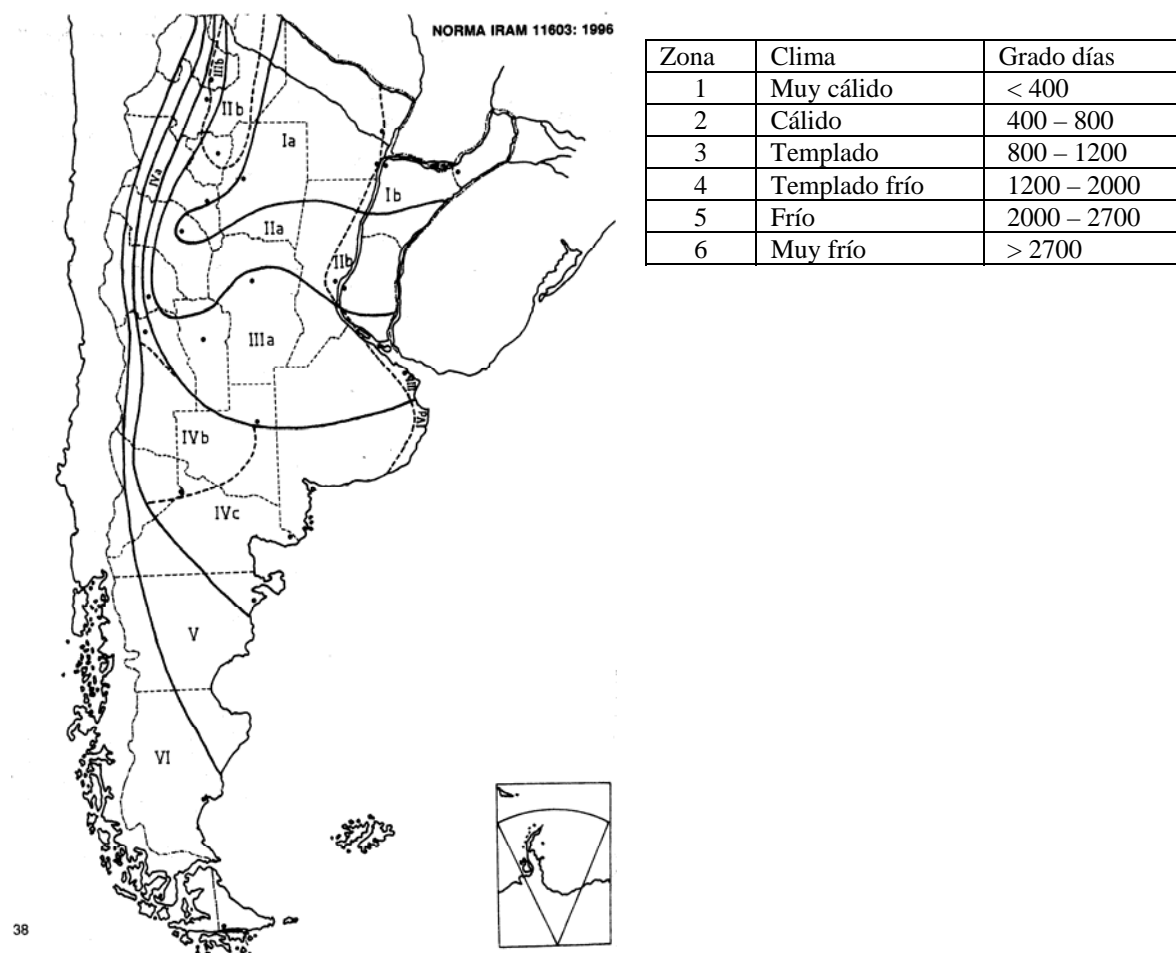 NORMA IRAM 11603: 1996
IIIb
IIb
Ia
IVa
Ib
IIa
IIb
IIIa
IVb
IVc
V
VI
38
Zona Clima Grado días
1 Muy cálido < 400
2 Cálido 400 – 800
3 Templado 800 – 1200
4 Templado frío 1200 – 2000
5 Frío 2000 – 2700
6 Muy frío > 2700